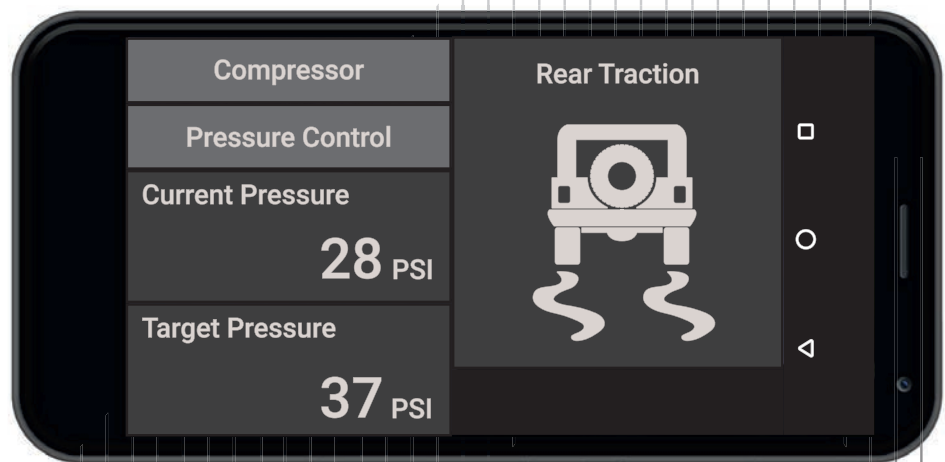 Compressor
Pressure Control
Current Pressure
28 PSI
Target Pressure
37 PSI
Rear Traction